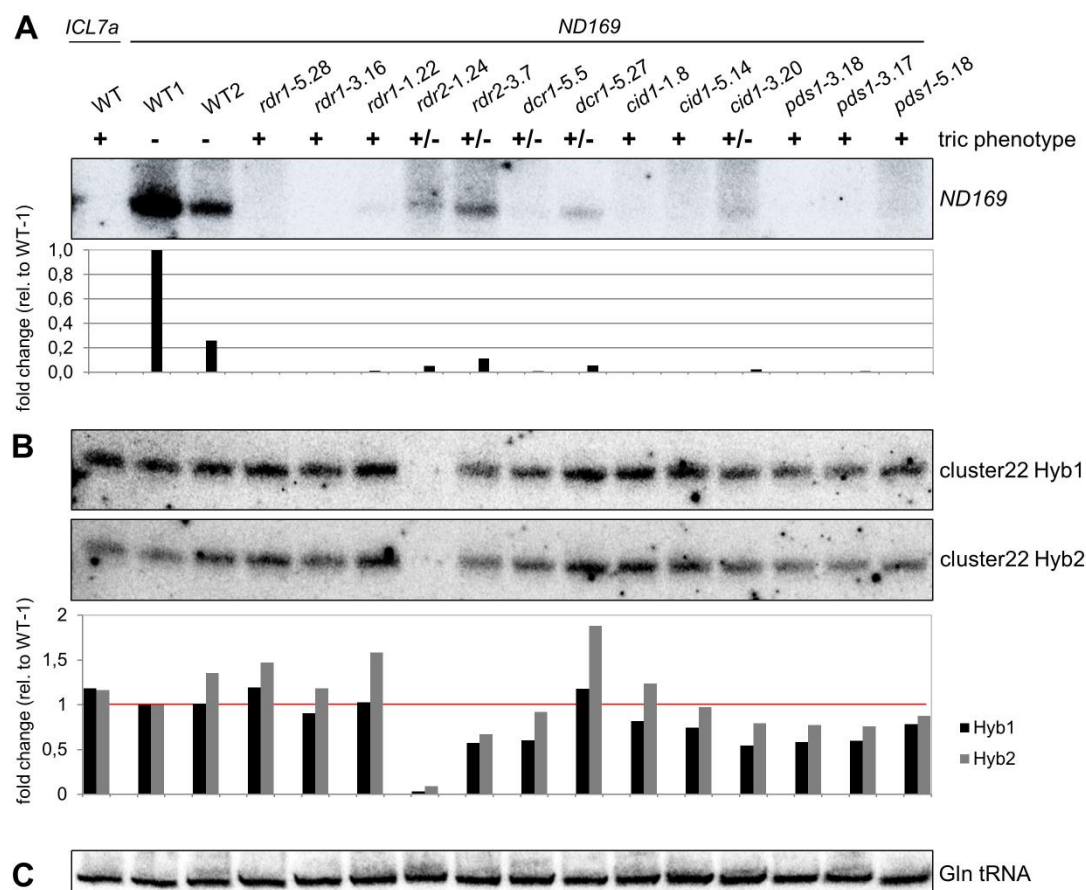 A
ICL7a ND169
WT WT1 WT2 rdr1-5.28 rdr1-3.16 rdr1-1.22 rdr2-1.24 rdr2-3.7 dcr1-5.5 dcr1-5.27 cid1-1.8 cid1-5.14 cid1-3.20 pds1-3.18 pds1-3.17 pds1-5.18
+ - - + + + +/- +/- +/- +/- + + +/- + + + tric phenotype
ND169
fold change (rel. to WT-1)
1,0
0,8
0,6
0,4
0,2
0,0
B
cluster22 Hyb1
cluster22 Hyb2
fold change (rel. to WT-1)
2
1,5
1
0,5
0
Hyb1
Hyb2
C
Gln tRNA